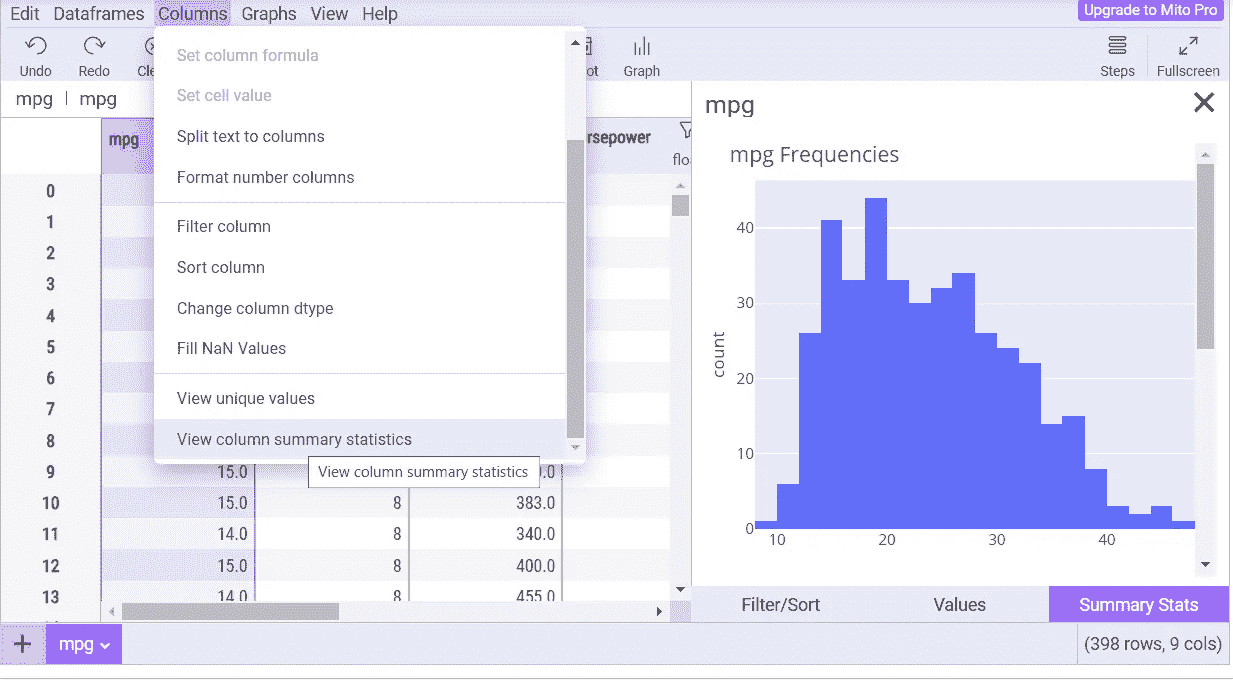 Edit Dataframes Columns Graphs View Help Upgrade to Mito Pro
Undo Redo Cle ot Graph Steps Fullscreen
mpg | mpg
mpg
Set column formula
Set cell value
Split text to columns
Format number columns
Filter column
Sort column
Change column dtype
Fill NaN Values
View unique values
View column summary statistics
View column summary statistics
mpg rsepower
floa
0
1
2
3
4
5
6
7
8
9 15.0 0.0
10 15.0 8 383.0
11 14.0 8 340.0
12 15.0 8 400.0
13 14.0 8 455.0
mpg Frequencies
count
40
30
20
10
0
10 20 30 40
Filter/Sort Values Summary Stats
+ mpg (398 rows, 9 cols)